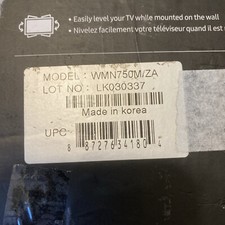 • Easily level your TV while mounted on the wall
• Nivelez facilement votre téléviseur quand il est
MODEL : WMN750M/ZA
LOT NO : LK030337
Made in korea
UPC
8 87276 34180 4